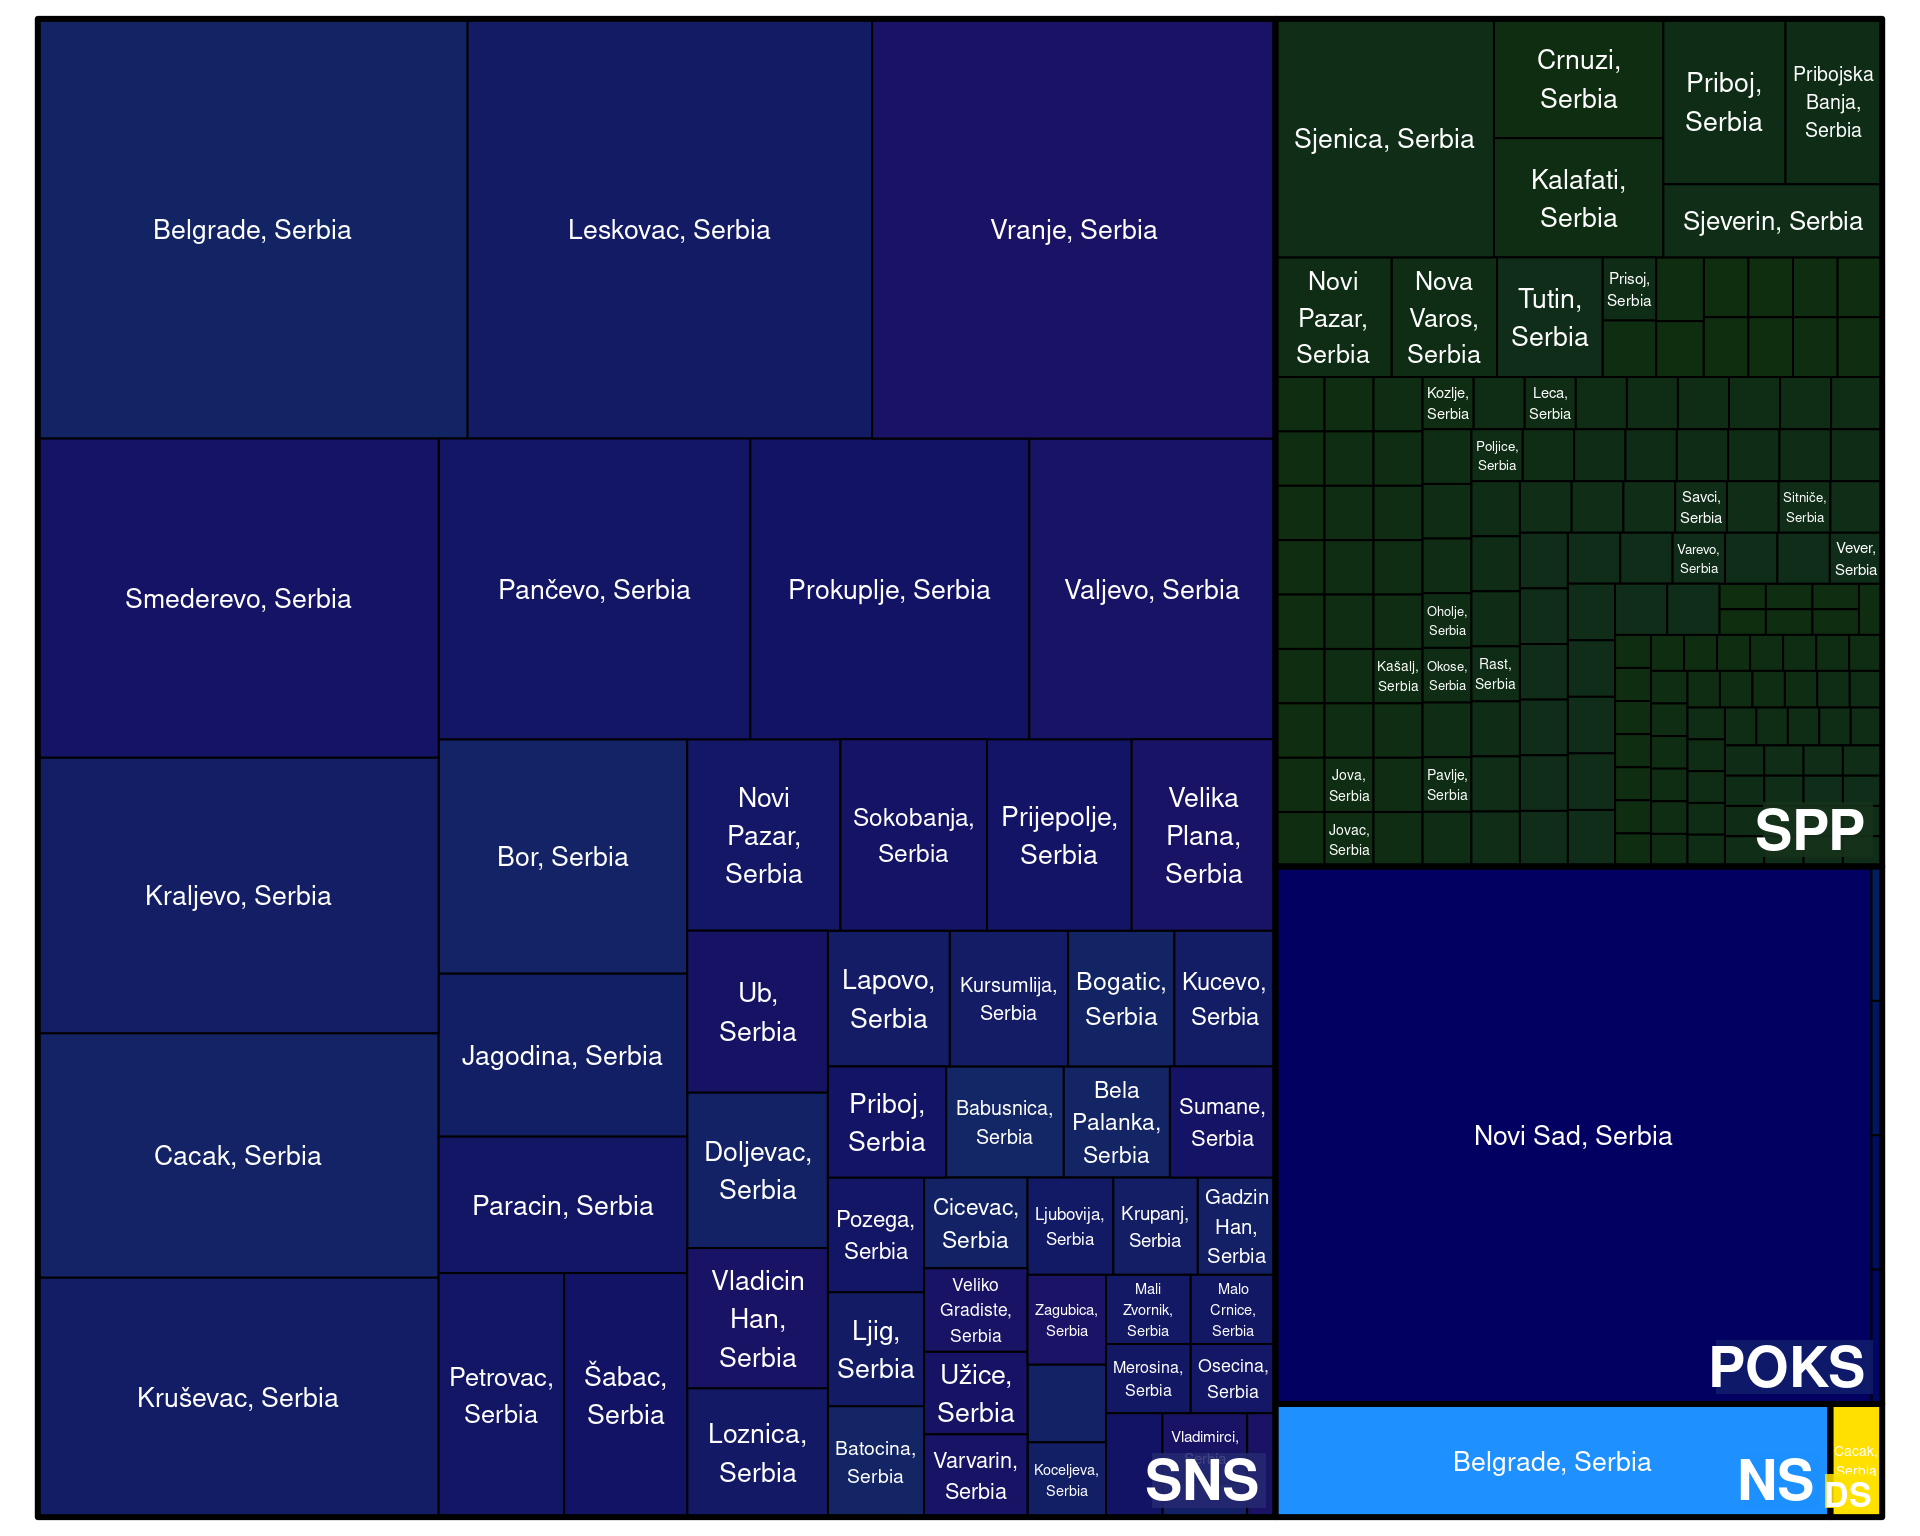 Belgrade, Serbia
Leskovac, Serbia
Vranje, Serbia
Smederevo, Serbia
Pančevo, Serbia
Prokuplje, Serbia
Valjevo, Serbia
Kraljevo, Serbia
Cacak, Serbia
Kruševac, Serbia
Bor, Serbia
Jagodina, Serbia
Paracin, Serbia
Petrovac,
Serbia
Šabac,
Serbia
Novi
Pazar,
Serbia
Sokobanja,
Serbia
Prijepolje,
Serbia
Velika
Plana,
Serbia
Ub,
Serbia
Doljevac,
Serbia
Vladicin
Han,
Serbia
Loznica,
Serbia
Lapovo,
Serbia
Kursumlija,
Serbia
Bogatic,
Serbia
Kucevo,
Serbia
Priboj,
Serbia
Babusnica,
Serbia
Bela
Palanka,
Serbia
Sumane,
Serbia
Pozega,
Serbia
Ljig,
Serbia
Batocina,
Serbia
Cicevac,
Serbia
Veliko
Gradiste,
Serbia
Užice,
Serbia
Varvarin,
Serbia
Ljubovija,
Serbia
Krupanj,
Serbia
Gadzin
Han,
Serbia
Zagubica,
Serbia
Mali
Zvornik,
Serbia
Malo
Crnice,
Serbia
Merosina,
Serbia
Osecina,
Serbia
Koceljeva,
Serbia
Vladimirci,
Serbia
SNS
Sjenica, Serbia
Crnuzi,
Serbia
Kalafati,
Serbia
Priboj,
Serbia
Pribojska
Banja,
Serbia
Sjeverin, Serbia
Novi
Pazar,
Serbia
Nova
Varos,
Serbia
Tutin,
Serbia
Prisoj,
Serbia
Kozlje,
Serbia
Leca,
Serbia
Poljice,
Serbia
Savci,
Serbia
Sitniče,
Serbia
Varevo,
Serbia
Vever,
Serbia
Oholje,
Serbia
Kašalj,
Serbia
Okose,
Serbia
Rast,
Serbia
Jova,
Serbia
Pavlje,
Serbia
Jovac,
Serbia
SPP
Novi Sad, Serbia
POKS
Belgrade, Serbia
NS
Cacak,
Serbia
DS